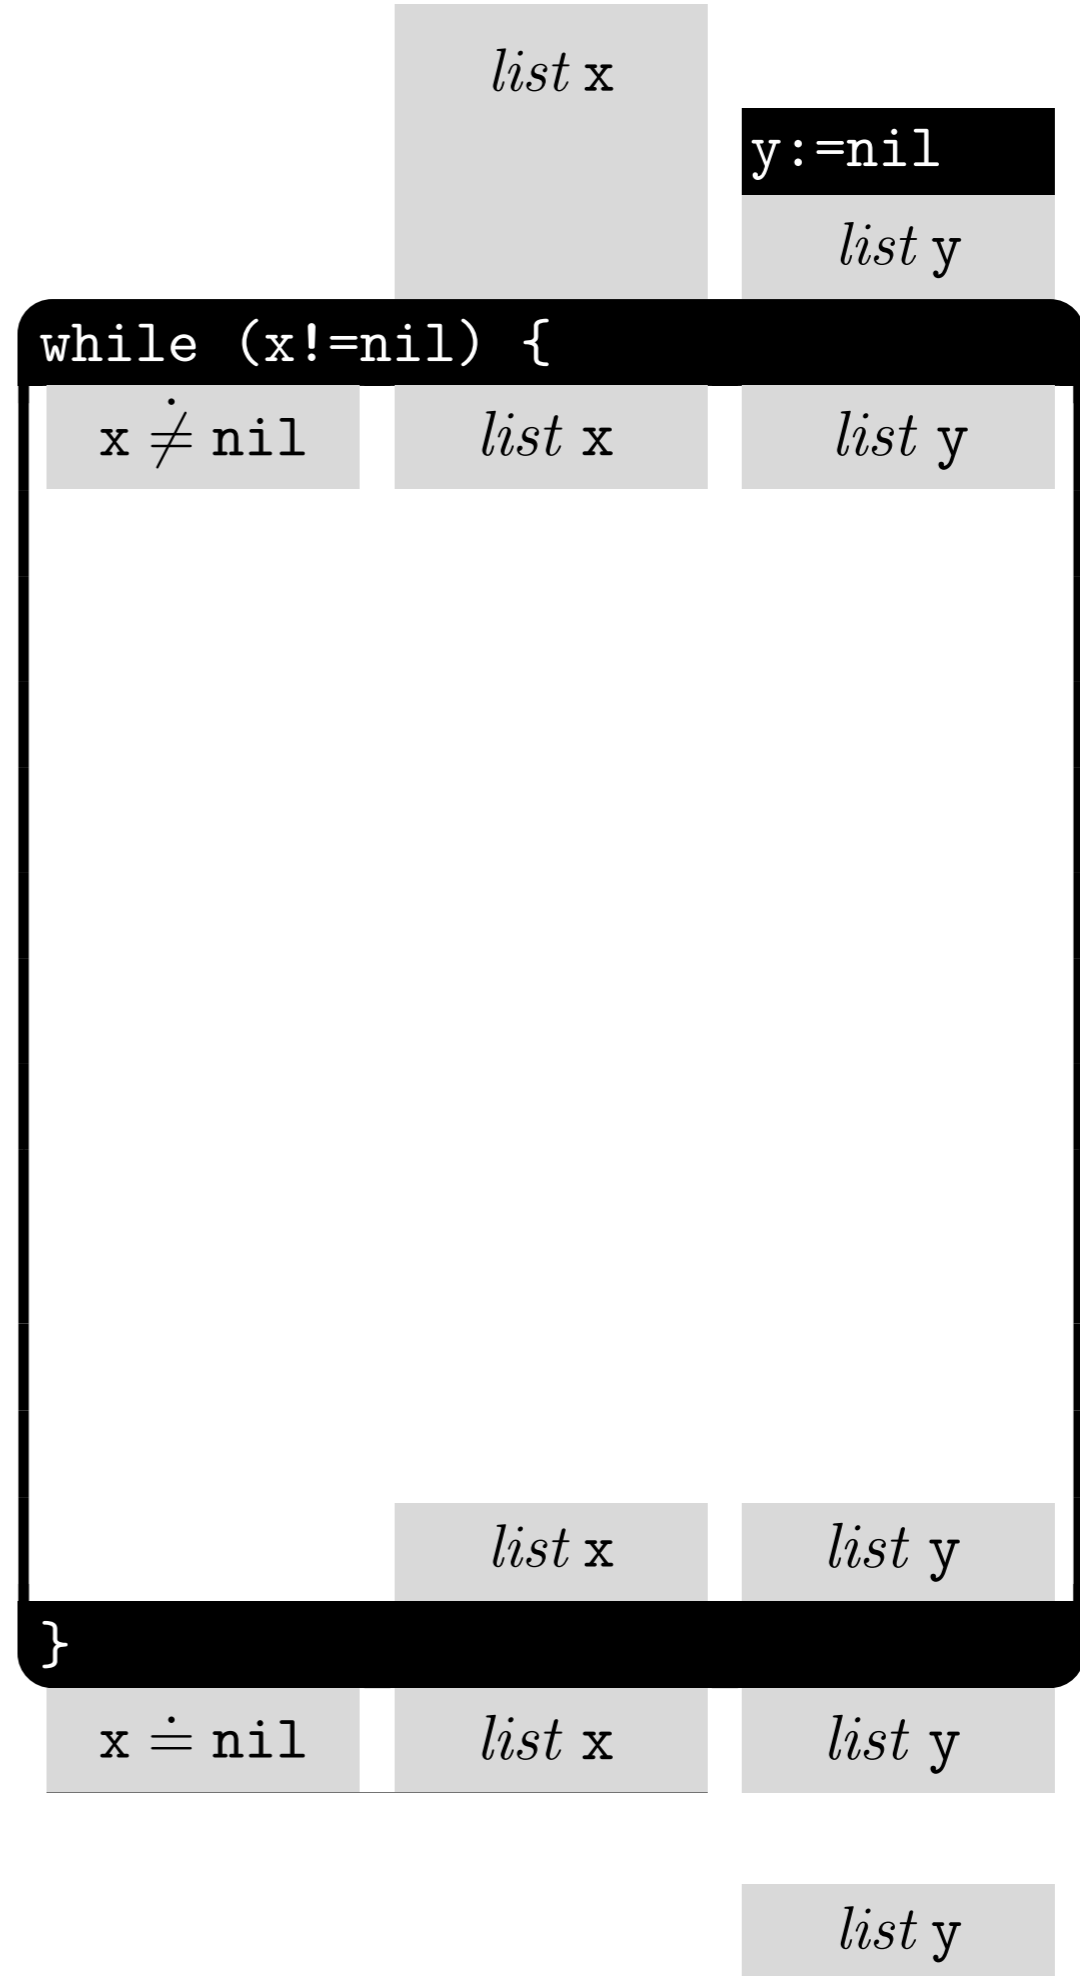 list x
y:=nil
list y
while (x!=nil) {
x ≠̇ nil list x list y
list x list y
}
x ≐ nil list x list y
list y